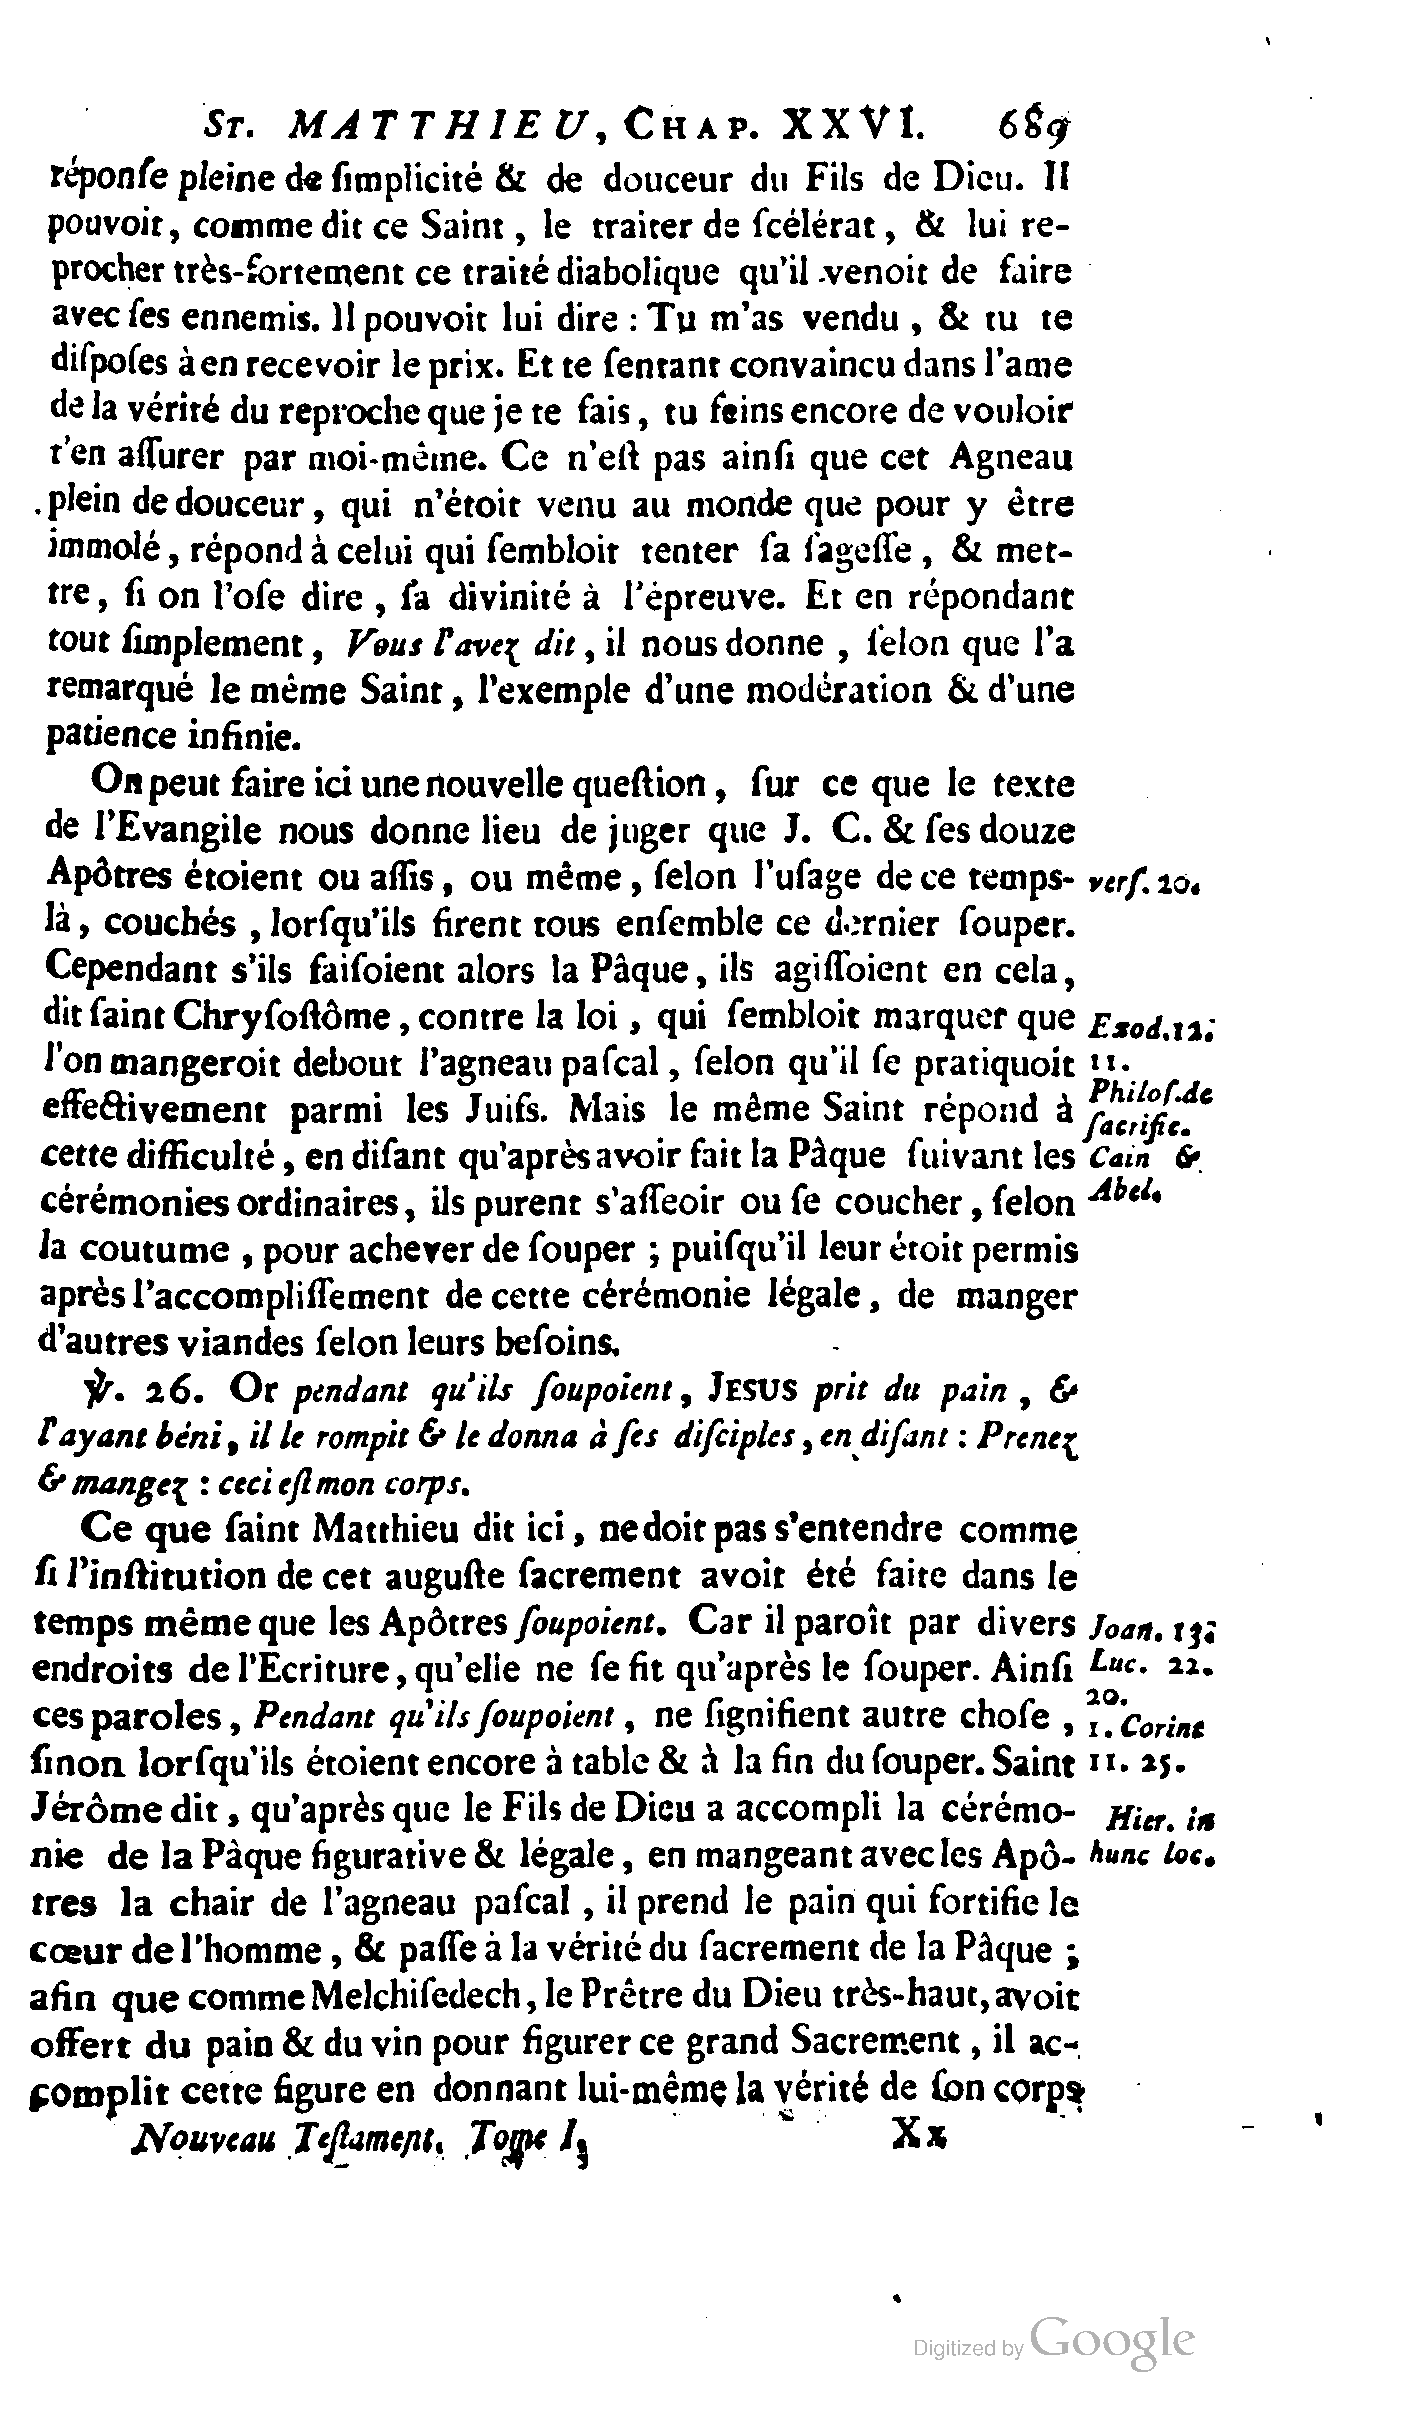 ST. MATTHIEU, CHAP. XXVI. 689
réponſe pleine de ſimplicité & de douceur du Fils de Dieu. Il
pouvoit, comme dit ce Saint, le traiter de ſcélérat, & lui re-
procher très-fortement ce traité diabolique qu'il venoit de faire
avec ſes ennemis. Il pouvoit lui dire : Tu m'as vendu, & tu te
diſpoſes à en recevoir le prix. Et te ſentant convaincu dans l'ame
de la vérité du reproche que je te fais, tu feins encore de vouloir
t'en aſſurer par moi-même. Ce n'eſt pas ainſi que cet Agneau
plein de douceur, qui n'étoit venu au monde que pour y être
immolé, répond à celui qui ſembloit tenter ſa ſageſſe, & met-
tre, ſi on l'oſe dire, ſa divinité à l'épreuve. Et en répondant
tout ſimplement, Vous l'avez dit, il nous donne, ſelon que l'a
remarqué le même Saint, l'exemple d'une modération & d'une
patience infinie.
On peut faire ici une nouvelle queſtion, ſur ce que le texte
de l'Evangile nous donne lieu de juger que J. C. & ſes douze
Apôtres étoient ou aſſis, ou même, ſelon l'uſage de ce temps- verſ. 20.
là, couchés, lorſqu'ils firent tous enſemble ce dernier ſouper.
Cependant s'ils faiſoient alors la Pâque, ils agiſſoient en cela,
dit ſaint Chryſoſtôme, contre la loi, qui ſembloit marquer que Exod. 12.
l'on mangeroit debout l'agneau paſcal, ſelon qu'il ſe pratiquoit 11.
effectivement parmi les Juifs. Mais le même Saint répond à Philoſ. de
ſacrific.
cette difficulté, en diſant qu'après avoir fait la Pâque ſuivant les Cain &
cérémonies ordinaires, ils purent s'aſſeoir ou ſe coucher, ſelon Abel.
la coutume, pour achever de ſouper ; puiſqu'il leur étoit permis
après l'accompliſſement de cette cérémonie légale, de manger
d'autres viandes ſelon leurs beſoins.
℣. 26. Or pendant qu'ils ſoupoient, JESUS prit du pain, &
l'ayant béni, il le rompit & le donna à ſes diſciples, en diſant : Prenez
& mangez : ceci eſt mon corps.
Ce que ſaint Matthieu dit ici, ne doit pas s'entendre comme
ſi l'inſtitution de cet auguſte ſacrement avoit été faite dans le
temps même que les Apôtres ſoupoient. Car il paroît par divers Joan. 13.
endroits de l'Ecriture, qu'elle ne ſe fit qu'après le ſouper. Ainſi Luc. 22.
20.
ces paroles, Pendant qu'ils ſoupoient, ne ſignifient autre choſe, 1. Corint
ſinon lorſqu'ils étoient encore à table & à la fin du ſouper. Saint 11. 25.
Jérôme dit, qu'après que le Fils de Dieu a accompli la cérémo- Hier. in
nie de la Pâque figurative & légale, en mangeant avec les Apô- hunc loc.
tres la chair de l'agneau paſcal, il prend le pain qui fortifie le
cœur de l'homme, & paſſe à la vérité du ſacrement de la Pâque ;
afin que comme Melchiſedech, le Prêtre du Dieu très-haut, avoit
offert du pain & du vin pour figurer ce grand Sacrement, il ac-
complit cette figure en donnant lui-même la vérité de ſon corps
Nouveau Teſtament. Tome I. Xx
Digitized by Google